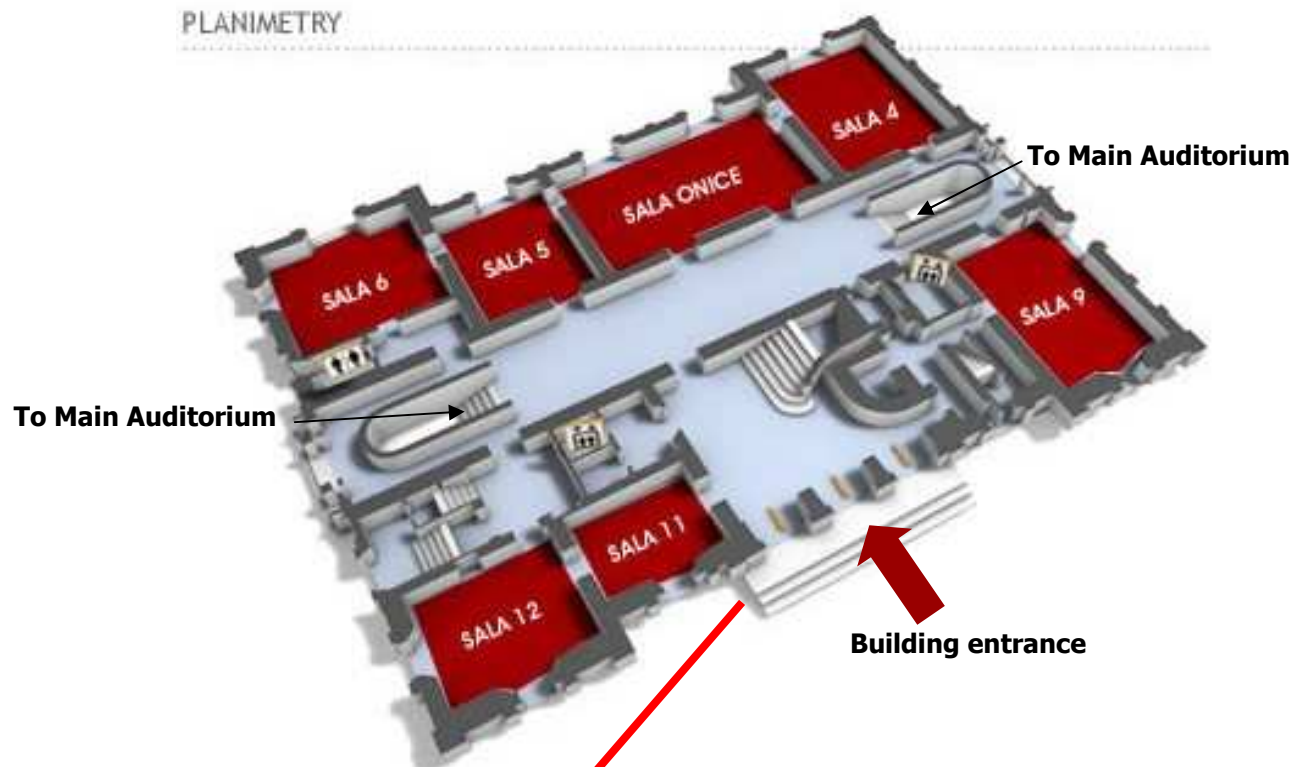 PLANIMETRY
SALA 4
To Main Auditorium
SALA ONICE
SALA 5
SALA 6
SALA 9
To Main Auditorium
SALA 11
SALA 12
Building entrance